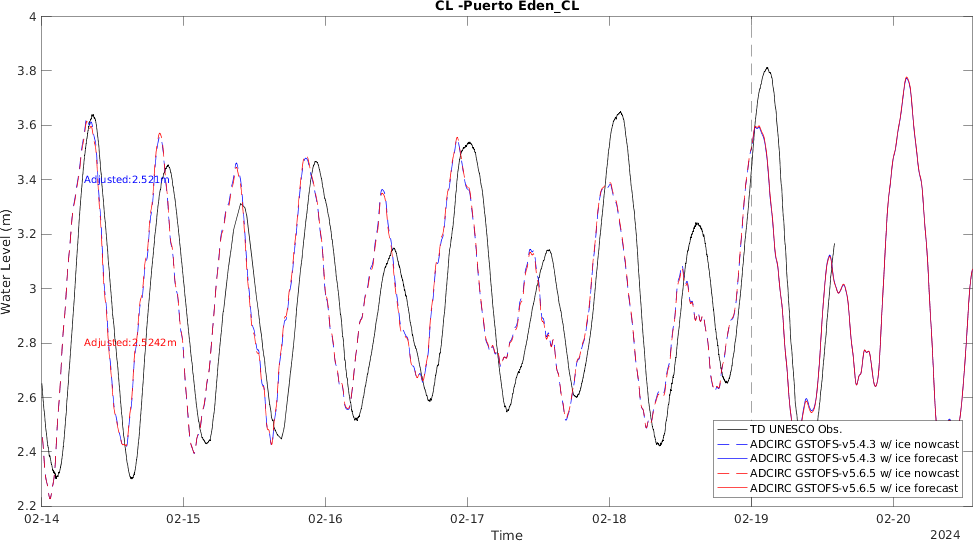 CL -Puerto Eden_CL
4
3.8
3.6
3.4
3.2
3
2.8
2.6
2.4
2.2
Water Level (m)
Adjusted:2.521m
Adjusted:2.5242m
TD UNESCO Obs.
ADCIRC GSTOFS-v5.4.3 w/ ice nowcast
ADCIRC GSTOFS-v5.4.3 w/ ice forecast
ADCIRC GSTOFS-v5.6.5 w/ ice nowcast
ADCIRC GSTOFS-v5.6.5 w/ ice forecast
02-14 02-15 02-16 02-17 02-18 02-19 02-20
Time
2024